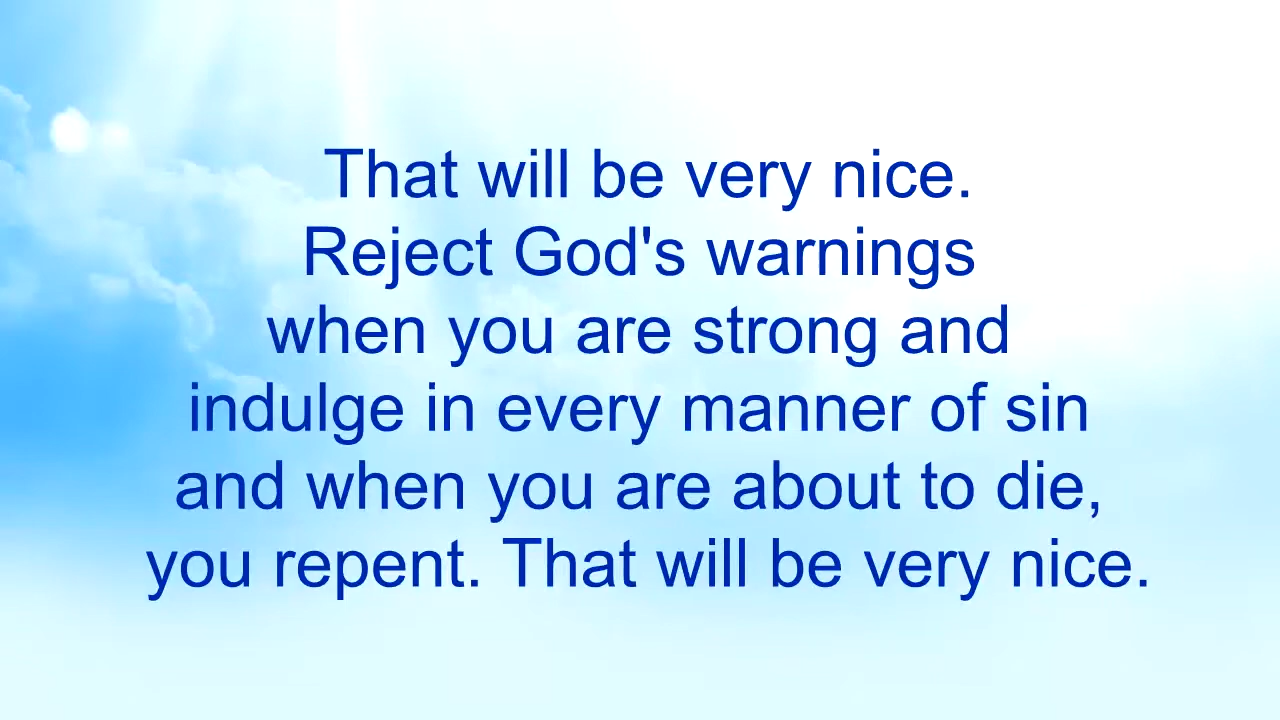 That will be very nice.
Reject God's warnings
when you are strong and
indulge in every manner of sin
and when you are about to die,
you repent. That will be very nice.